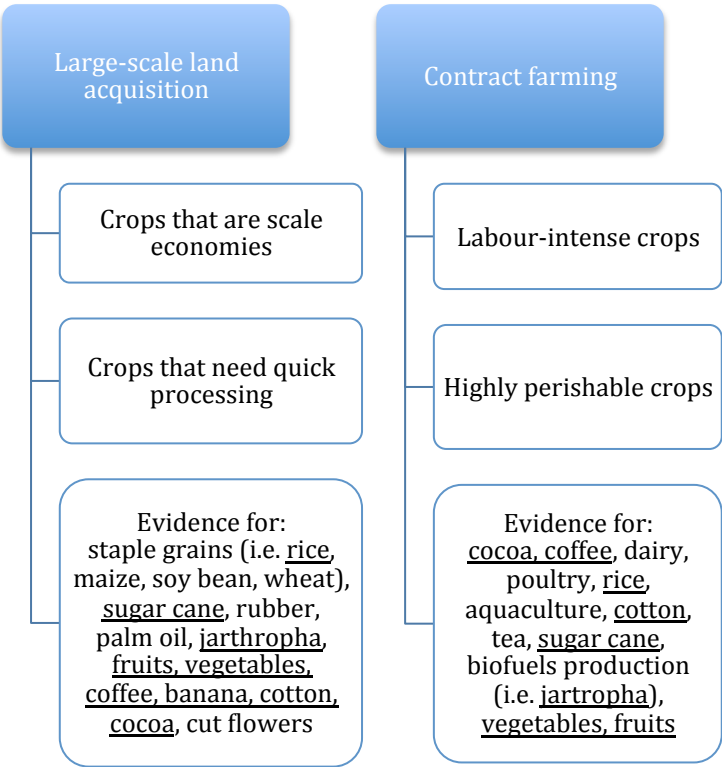 Large-scale land
acquisition
Crops that are scale
economies
Crops that need quick
processing
Evidence for:
staple grains (i.e. rice,
maize, soy bean, wheat),
sugar cane, rubber,
palm oil, jarthropha,
fruits, vegetables,
coffee, banana, cotton,
cocoa, cut flowers
Contract farming
Labour-intense crops
Highly perishable crops
Evidence for:
cocoa, coffee, dairy,
poultry, rice,
aquaculture, cotton,
tea, sugar cane,
biofuels production
(i.e. jartropha),
vegetables, fruits